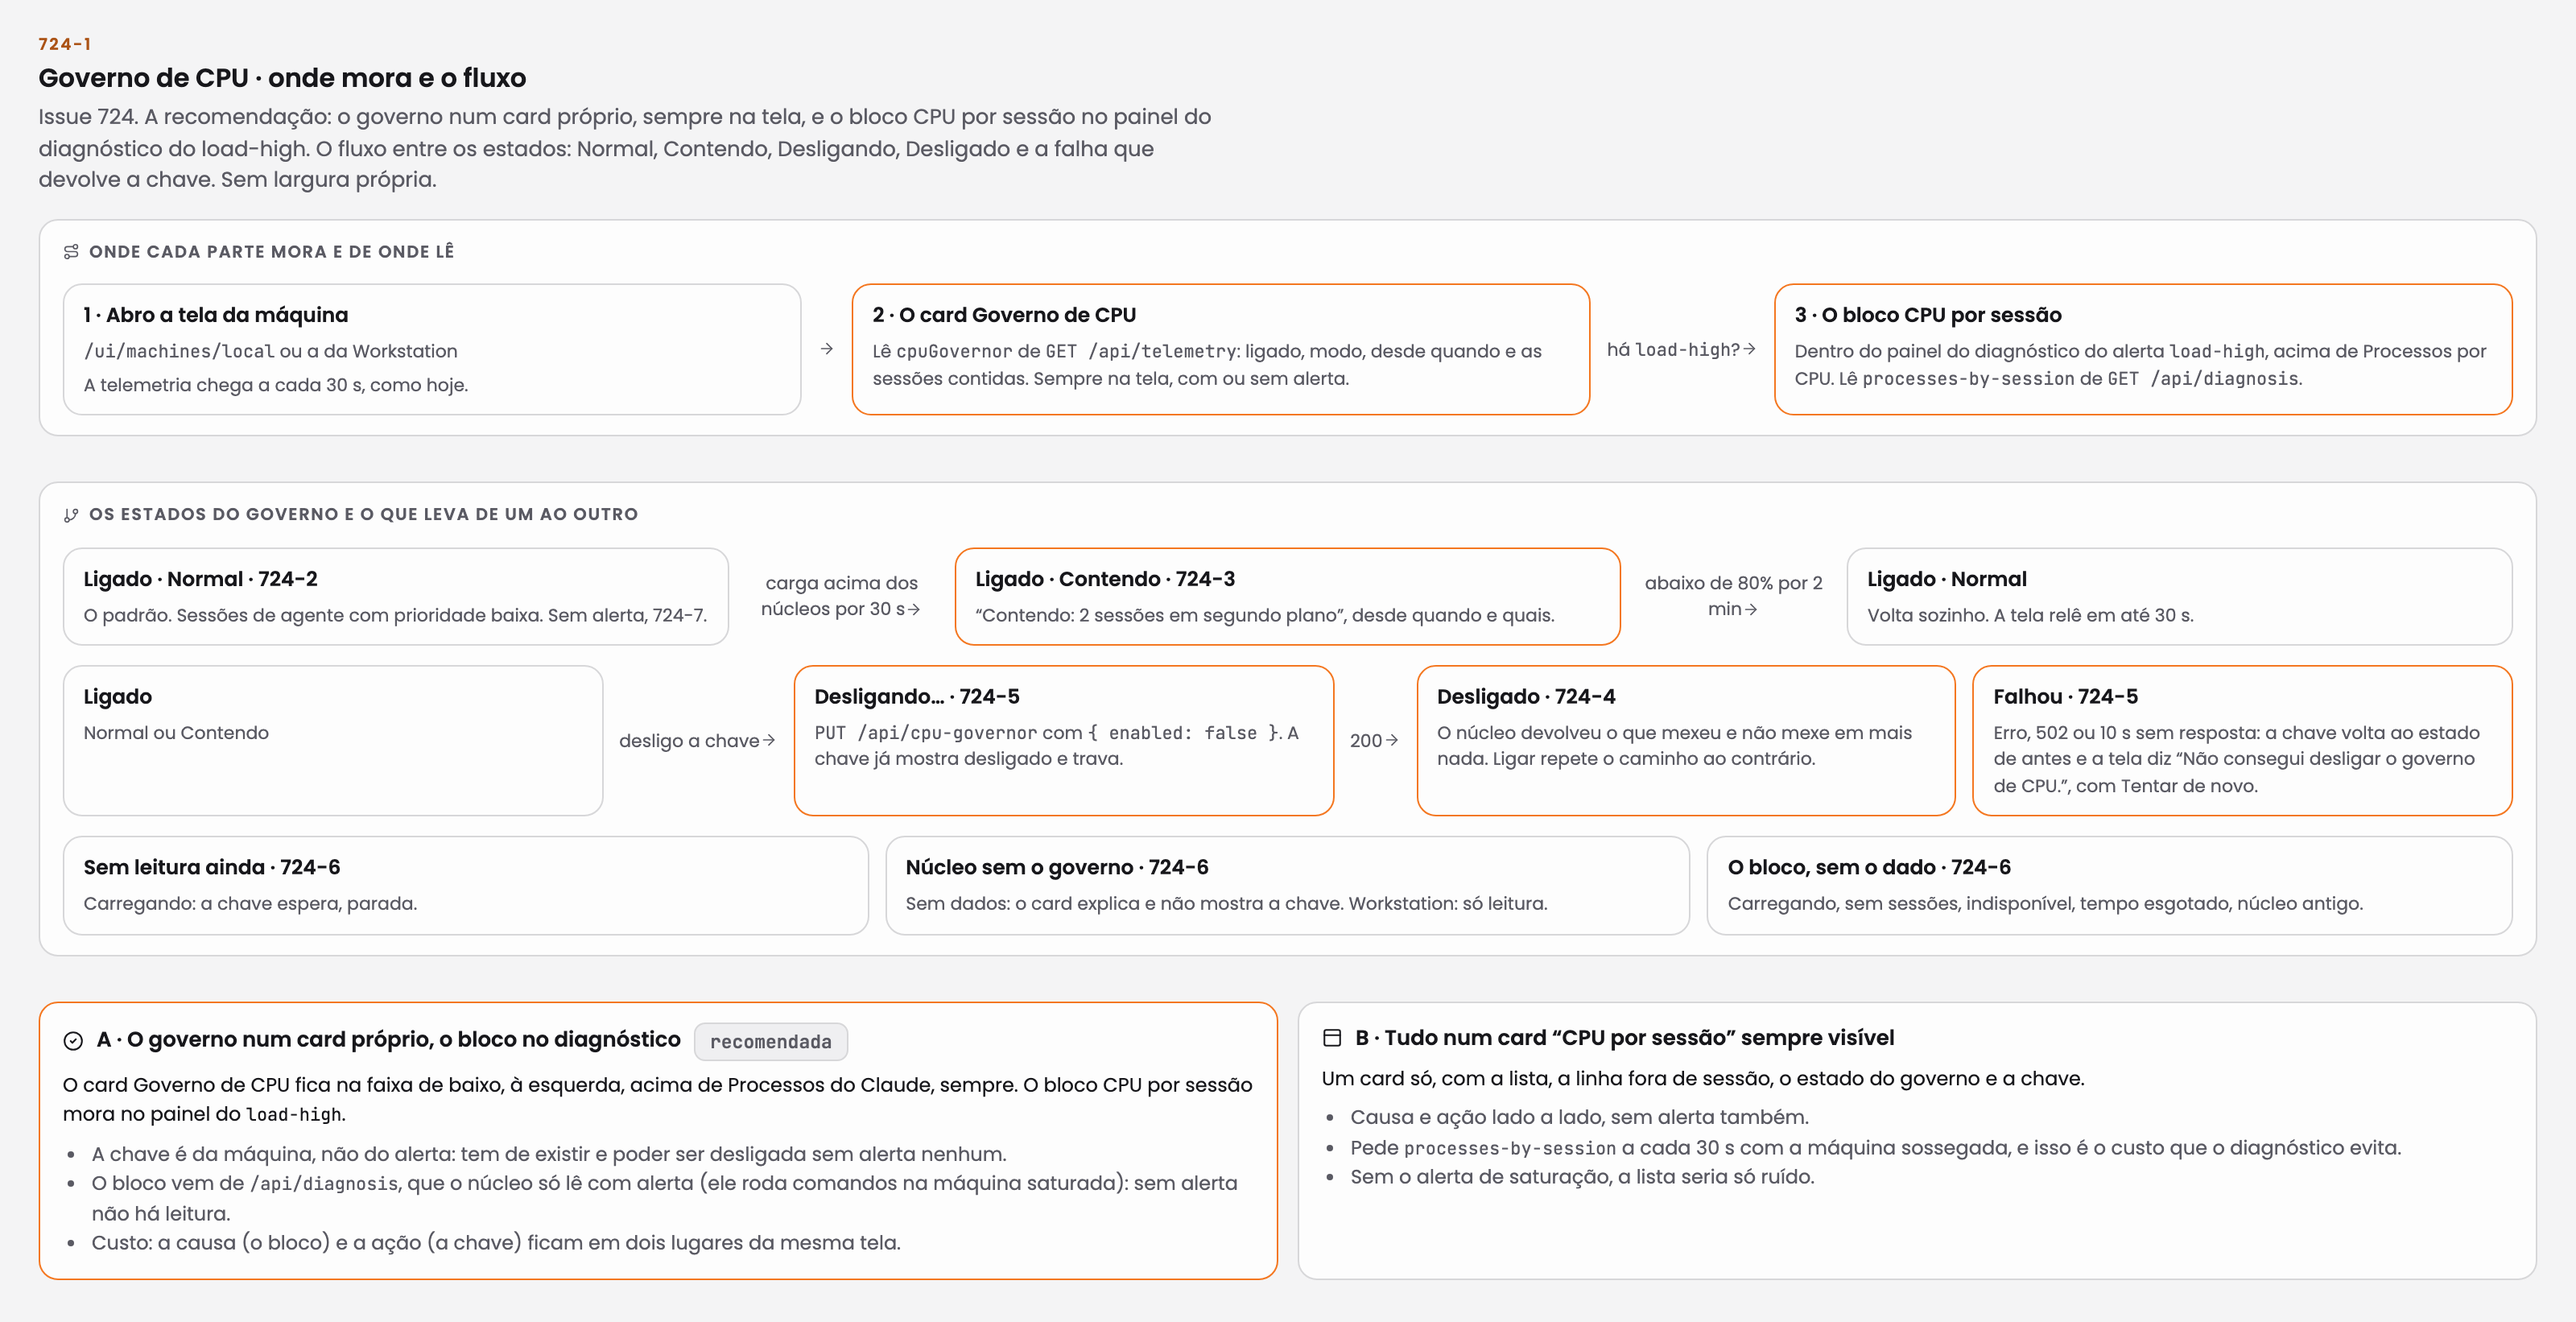 724-1
Governo de CPU · onde mora e o fluxo
Issue 724. A recomendação: o governo num card próprio, sempre na tela, e o bloco CPU por sessão no painel do
diagnóstico do load-high. O fluxo entre os estados: Normal, Contendo, Desligando, Desligado e a falha que
devolve a chave. Sem largura própria.
ONDE CADA PARTE MORA E DE ONDE LÊ
1 · Abro a tela da máquina
/ui/machines/local ou a da Workstation
A telemetria chega a cada 30 s, como hoje.
→
2 · O card Governo de CPU
Lê cpuGovernor de GET /api/telemetry: ligado, modo, desde quando e as
sessões contidas. Sempre na tela, com ou sem alerta.
há load-high? →
3 · O bloco CPU por sessão
Dentro do painel do diagnóstico do alerta load-high, acima de Processos por
CPU. Lê processes-by-session de GET /api/diagnosis.
OS ESTADOS DO GOVERNO E O QUE LEVA DE UM AO OUTRO
Ligado · Normal · 724-2
O padrão. Sessões de agente com prioridade baixa. Sem alerta, 724-7.
carga acima dos
núcleos por 30 s →
Ligado · Contendo · 724-3
“Contendo: 2 sessões em segundo plano”, desde quando e quais.
abaixo de 80% por 2
min →
Ligado · Normal
Volta sozinho. A tela relê em até 30 s.
Ligado
Normal ou Contendo
desligo a chave →
Desligando… · 724-5
PUT /api/cpu-governor com { enabled: false }. A
chave já mostra desligado e trava.
200 →
Desligado · 724-4
O núcleo devolveu o que mexeu e não mexe em mais
nada. Ligar repete o caminho ao contrário.
Falhou · 724-5
Erro, 502 ou 10 s sem resposta: a chave volta ao estado
de antes e a tela diz “Não consegui desligar o governo
de CPU.”, com Tentar de novo.
Sem leitura ainda · 724-6
Carregando: a chave espera, parada.
Núcleo sem o governo · 724-6
Sem dados: o card explica e não mostra a chave. Workstation: só leitura.
O bloco, sem o dado · 724-6
Carregando, sem sessões, indisponível, tempo esgotado, núcleo antigo.
A · O governo num card próprio, o bloco no diagnóstico recomendada
O card Governo de CPU fica na faixa de baixo, à esquerda, acima de Processos do Claude, sempre. O bloco CPU por sessão
mora no painel do load-high.
• A chave é da máquina, não do alerta: tem de existir e poder ser desligada sem alerta nenhum.
• O bloco vem de /api/diagnosis, que o núcleo só lê com alerta (ele roda comandos na máquina saturada): sem alerta
não há leitura.
• Custo: a causa (o bloco) e a ação (a chave) ficam em dois lugares da mesma tela.
B · Tudo num card “CPU por sessão” sempre visível
Um card só, com a lista, a linha fora de sessão, o estado do governo e a chave.
• Causa e ação lado a lado, sem alerta também.
• Pede processes-by-session a cada 30 s com a máquina sossegada, e isso é o custo que o diagnóstico evita.
• Sem o alerta de saturação, a lista seria só ruído.